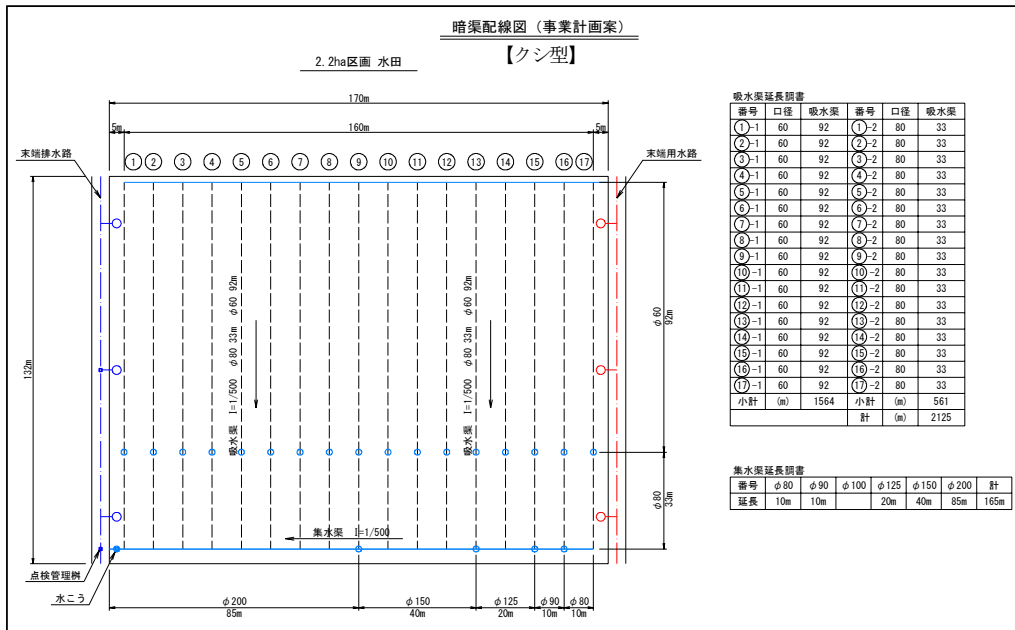 暗渠配線図（事業計画案）
【クシ型】
2.2ha区画 水田
170m
5m 160m 5m
末端排水路
末端用水路
① ② ③ ④ ⑤ ⑥ ⑦ ⑧ ⑨ ⑩ ⑪ ⑫ ⑬ ⑭ ⑮ ⑯ ⑰
132m
吸水渠 I=1/500 φ80 33m φ60 92m
吸水渠 I=1/500 φ80 33m φ60 92m
φ60
92m
φ80
33m
集水渠 I=1/500
点検管理桝
水こう
φ200 φ150 φ125 φ90 φ80
85m 40m 20m 10m 10m
吸水渠延長調書
番号 口径 吸水渠 番号 口径 吸水渠
①-1 60 92 ①-2 80 33
②-1 60 92 ②-2 80 33
③-1 60 92 ③-2 80 33
④-1 60 92 ④-2 80 33
⑤-1 60 92 ⑤-2 80 33
⑥-1 60 92 ⑥-2 80 33
⑦-1 60 92 ⑦-2 80 33
⑧-1 60 92 ⑧-2 80 33
⑨-1 60 92 ⑨-2 80 33
⑩-1 60 92 ⑩-2 80 33
⑪-1 60 92 ⑪-2 80 33
⑫-1 60 92 ⑫-2 80 33
⑬-1 60 92 ⑬-2 80 33
⑭-1 60 92 ⑭-2 80 33
⑮-1 60 92 ⑮-2 80 33
⑯-1 60 92 ⑯-2 80 33
⑰-1 60 92 ⑰-2 80 33
小計 (m) 1564 小計 (m) 561
計 (m) 2125
集水渠延長調書
番号 φ80 φ90 φ100 φ125 φ150 φ200 計
延長 10m 10m 20m 40m 85m 165m